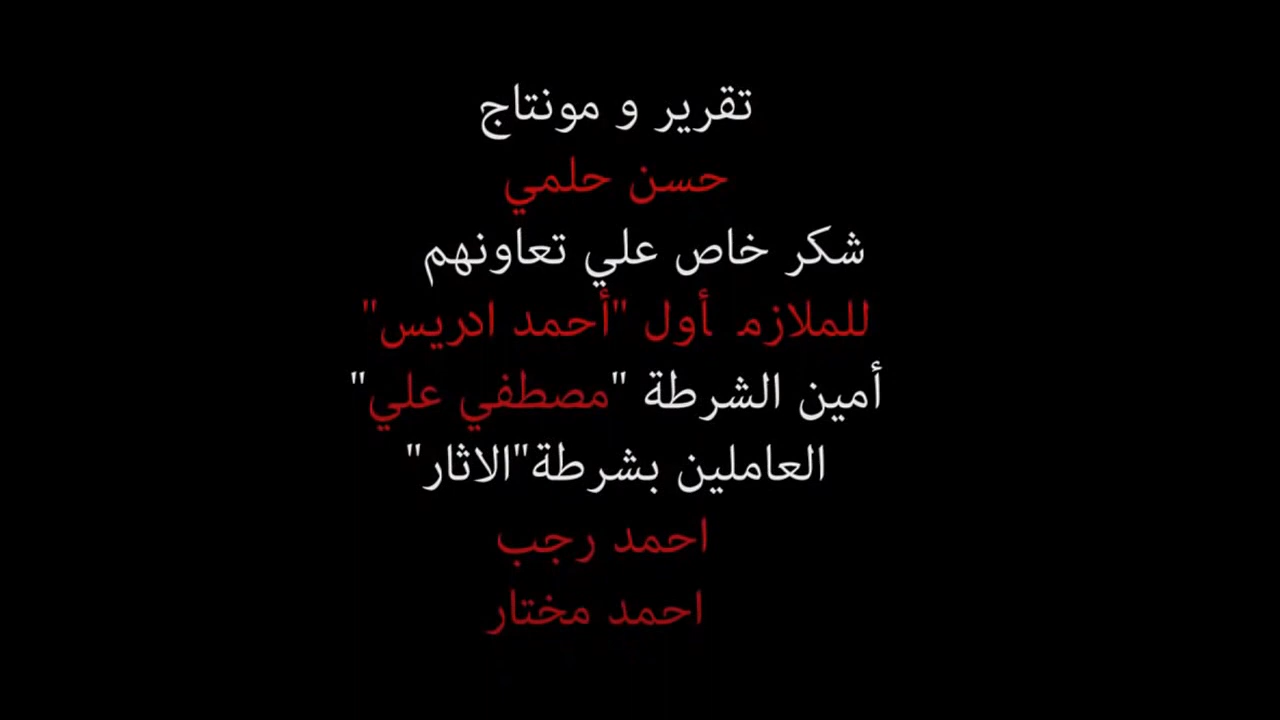 تقرير و مونتاج
حسن حلمي
شكر خاص علي تعاونهم
للملازم أول "أحمد ادريس"
أمين الشرطة "مصطفي علي"
العاملين بشرطة"الاثار"
احمد رجب
احمد مختار